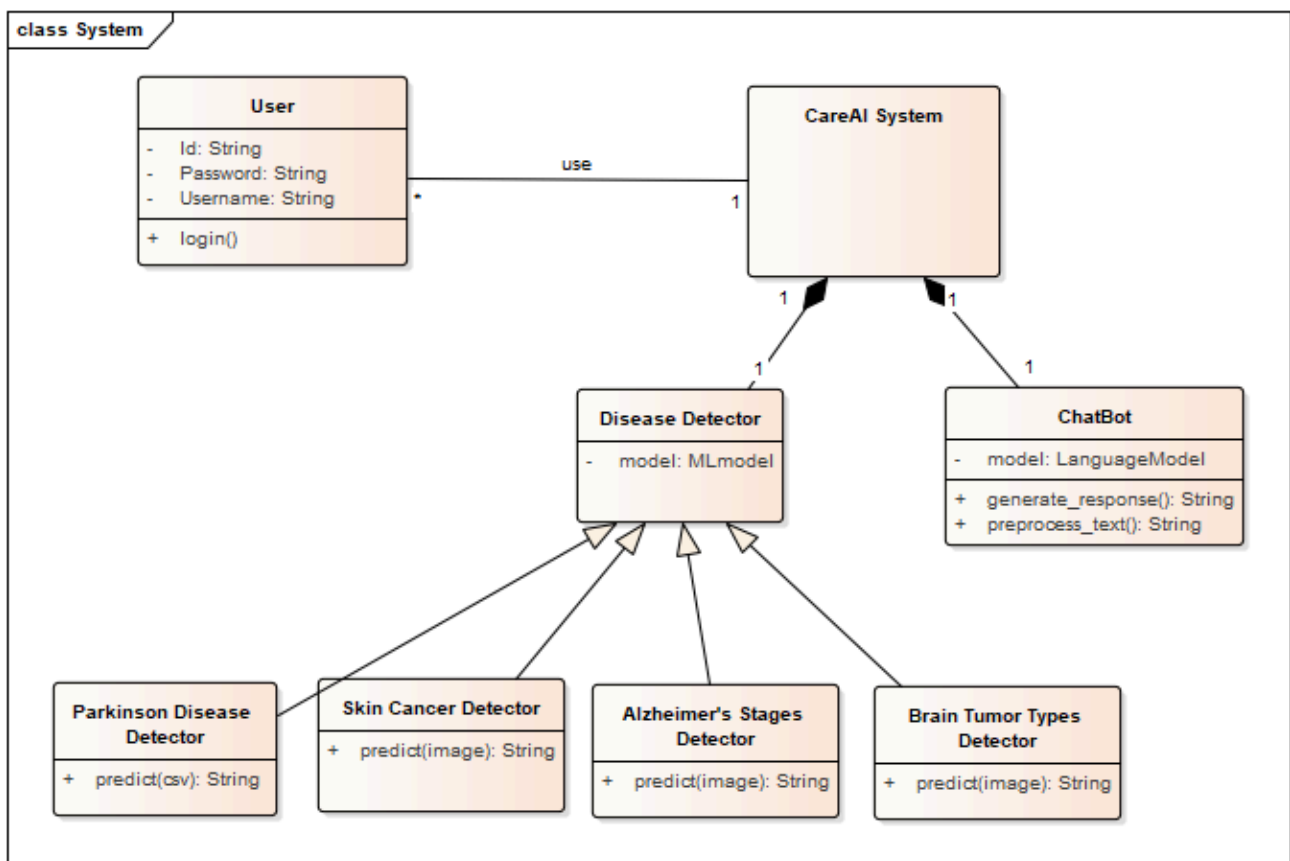 class System
User
- Id: String
- Password: String
- Username: String
+ login()
use
*
1
CareAI System
1
1
1
1
Disease Detector
- model: MLmodel
ChatBot
- model: LanguageModel
+ generate_response(): String
+ preprocess_text(): String
Parkinson Disease
Detector
+ predict(csv): String
Skin Cancer Detector
+ predict(image): String
Alzheimer's Stages
Detector
+ predict(image): String
Brain Tumor Types
Detector
+ predict(image): String